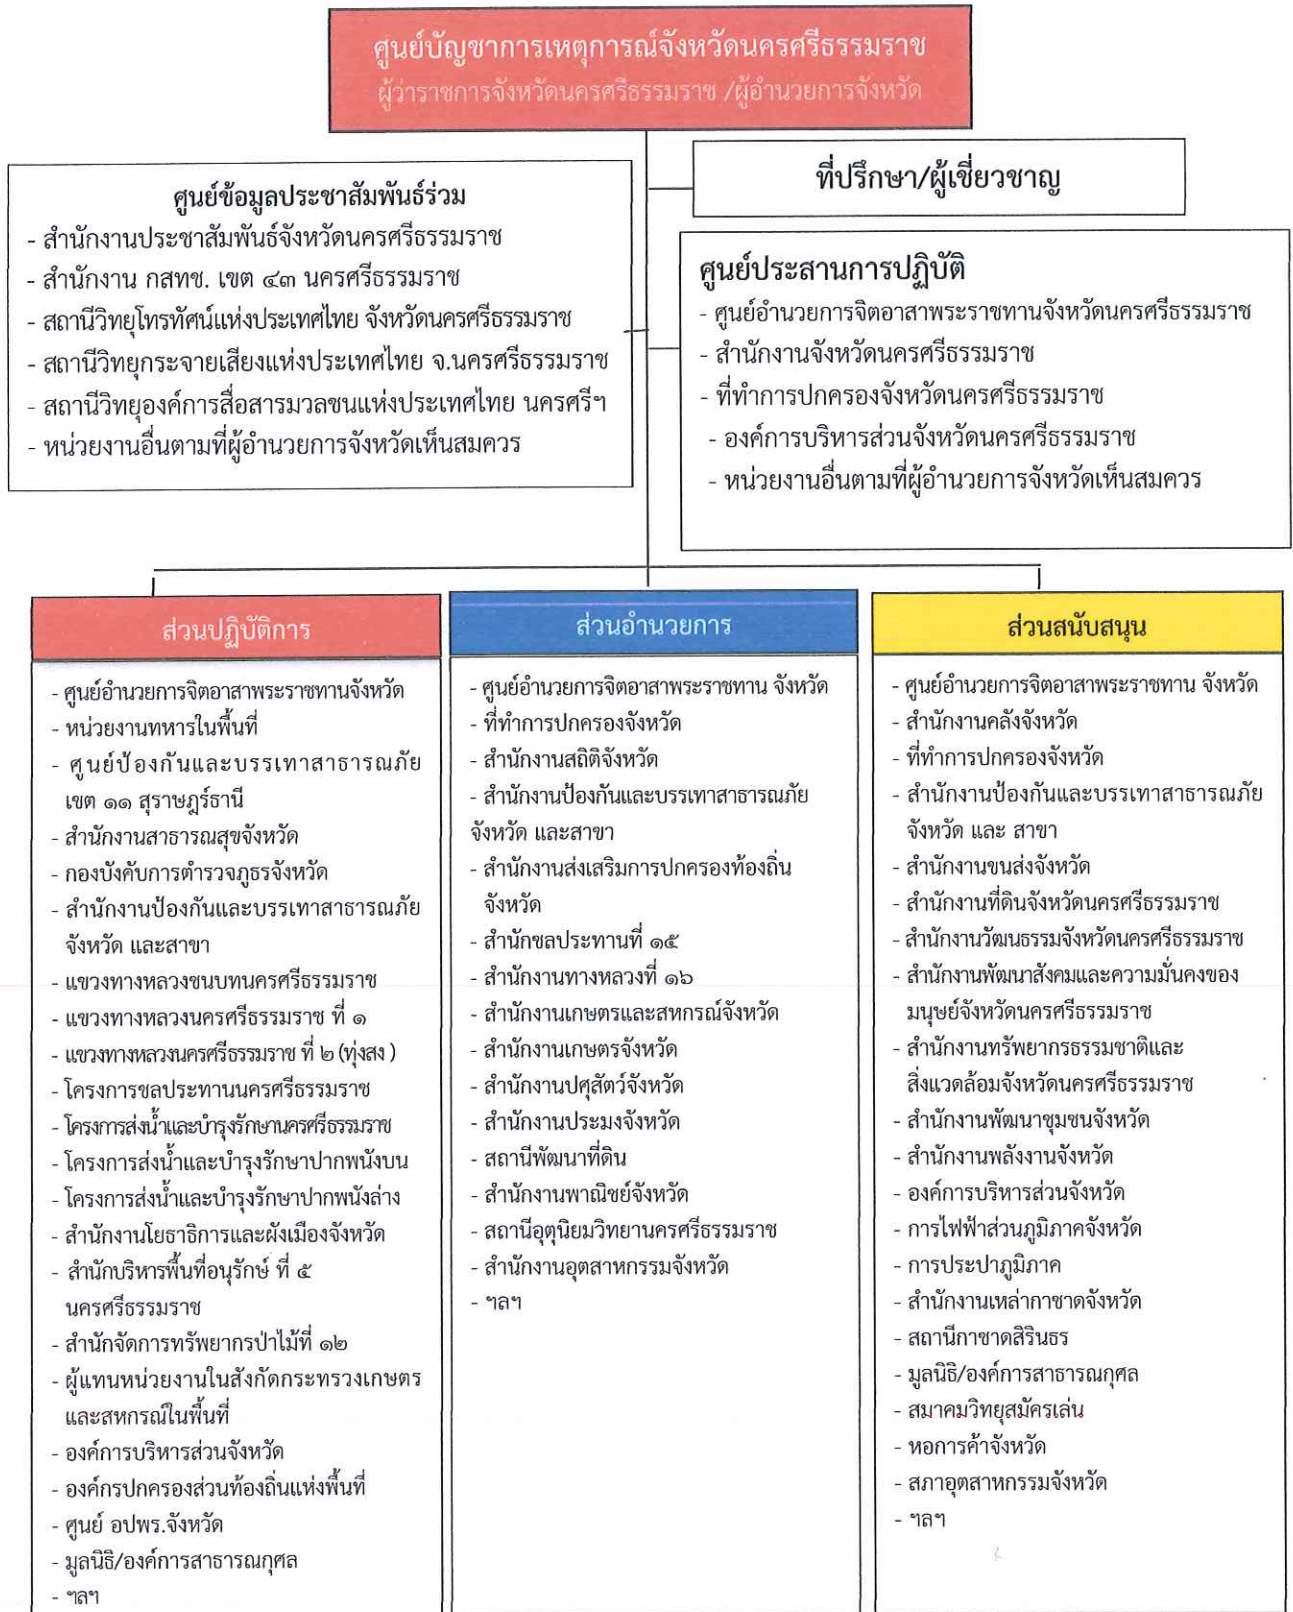 ศูนย์บัญชาการเหตุการณ์จังหวัดนครศรีธรรมราช
ผู้ว่าราชการจังหวัดนครศรีธรรมราช /ผู้อำนวยการจังหวัด
ที่ปรึกษา/ผู้เชี่ยวชาญ
ศูนย์ข้อมูลประชาสัมพันธ์ร่วม
- สำนักงานประชาสัมพันธ์จังหวัดนครศรีธรรมราช
- สำนักงาน กสทช. เขต ๔๓ นครศรีธรรมราช
- สถานีวิทยุโทรทัศน์แห่งประเทศไทย จังหวัดนครศรีธรรมราช
- สถานีวิทยุกระจายเสียงแห่งประเทศไทย จ.นครศรีธรรมราช
- สถานีวิทยุองค์การสื่อสารมวลชนแห่งประเทศไทย นครศรีฯ
- หน่วยงานอื่นตามที่ผู้อำนวยการจังหวัดเห็นสมควร
ศูนย์ประสานการปฏิบัติ
- ศูนย์อำนวยการจิตอาสาพระราชทานจังหวัดนครศรีธรรมราช
- สำนักงานจังหวัดนครศรีธรรมราช
- ที่ทำการปกครองจังหวัดนครศรีธรรมราช
- องค์การบริหารส่วนจังหวัดนครศรีธรรมราช
- หน่วยงานอื่นตามที่ผู้อำนวยการจังหวัดเห็นสมควร
ส่วนปฏิบัติการ
- ศูนย์อำนวยการจิตอาสาพระราชทานจังหวัด
- หน่วยงานทหารในพื้นที่
- ศูนย์ป้องกันและบรรเทาสาธารณภัย
เขต ๑๑ สุราษฎร์ธานี
- สำนักงานสาธารณสุขจังหวัด
- กองบังคับการตำรวจภูธรจังหวัด
- สำนักงานป้องกันและบรรเทาสาธารณภัย
จังหวัด และสาขา
- แขวงทางหลวงชนบทนครศรีธรรมราช
- แขวงทางหลวงนครศรีธรรมราช ที่ ๑
- แขวงทางหลวงนครศรีธรรมราช ที่ ๒ (ทุ่งสง )
- โครงการชลประทานนครศรีธรรมราช
- โครงการส่งน้ำและบำรุงรักษานครศรีธรรมราช
- โครงการส่งน้ำและบำรุงรักษาปากพนังบน
- โครงการส่งน้ำและบำรุงรักษาปากพนังล่าง
- สำนักงานโยธาธิการและผังเมืองจังหวัด
- สำนักบริหารพื้นที่อนุรักษ์ ที่ ๕
นครศรีธรรมราช
- สำนักจัดการทรัพยากรป่าไม้ที่ ๑๒
- ผู้แทนหน่วยงานในสังกัดกระทรวงเกษตร
และสหกรณ์ในพื้นที่
- องค์การบริหารส่วนจังหวัด
- องค์กรปกครองส่วนท้องถิ่นแห่งพื้นที่
- ศูนย์ อปพร.จังหวัด
- มูลนิธิ/องค์การสาธารณกุศล
- ฯลฯ
ส่วนอำนวยการ
- ศูนย์อำนวยการจิตอาสาพระราชทาน จังหวัด
- ที่ทำการปกครองจังหวัด
- สำนักงานสถิติจังหวัด
- สำนักงานป้องกันและบรรเทาสาธารณภัย
จังหวัด และสาขา
- สำนักงานส่งเสริมการปกครองท้องถิ่น
จังหวัด
- สำนักชลประทานที่ ๑๕
- สำนักงานทางหลวงที่ ๑๖
- สำนักงานเกษตรและสหกรณ์จังหวัด
- สำนักงานเกษตรจังหวัด
- สำนักงานปศุสัตว์จังหวัด
- สำนักงานประมงจังหวัด
- สถานีพัฒนาที่ดิน
- สำนักงานพาณิชย์จังหวัด
- สถานีอุตุนิยมวิทยานครศรีธรรมราช
- สำนักงานอุตสาหกรรมจังหวัด
- ฯลฯ
ส่วนสนับสนุน
- ศูนย์อำนวยการจิตอาสาพระราชทาน จังหวัด
- สำนักงานคลังจังหวัด
- ที่ทำการปกครองจังหวัด
- สำนักงานป้องกันและบรรเทาสาธารณภัย
จังหวัด และ สาขา
- สำนักงานขนส่งจังหวัด
- สำนักงานที่ดินจังหวัดนครศรีธรรมราช
- สำนักงานวัฒนธรรมจังหวัดนครศรีธรรมราช
- สำนักงานพัฒนาสังคมและความมั่นคงของ
มนุษย์จังหวัดนครศรีธรรมราช
- สำนักงานทรัพยากรธรรมชาติและ
สิ่งแวดล้อมจังหวัดนครศรีธรรมราช
- สำนักงานพัฒนาชุมชนจังหวัด
- สำนักงานพลังงานจังหวัด
- องค์การบริหารส่วนจังหวัด
- การไฟฟ้าส่วนภูมิภาคจังหวัด
- การประปาภูมิภาค
- สำนักงานเหล่ากาชาดจังหวัด
- สถานีกาชาดสิรินธร
- มูลนิธิ/องค์การสาธารณกุศล
- สมาคมวิทยุสมัครเล่น
- หอการค้าจังหวัด
- สภาอุตสาหกรรมจังหวัด
- ฯลฯ